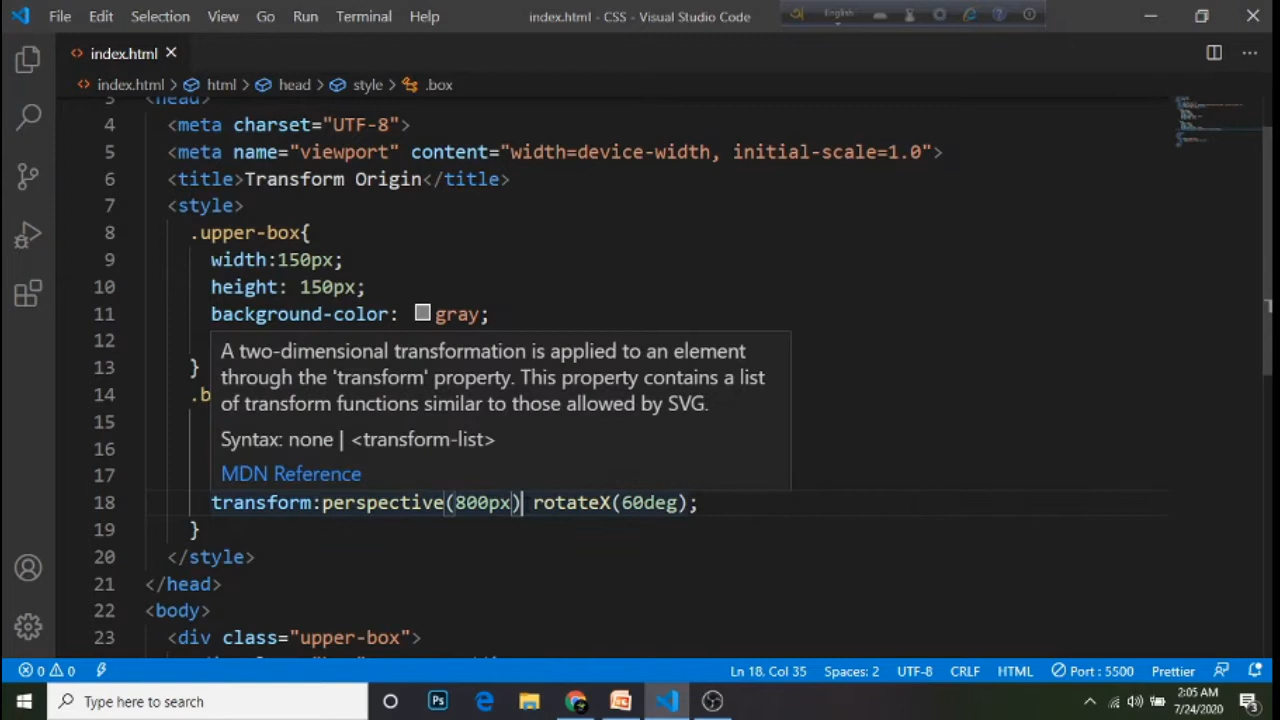 File Edit Selection View Go Run Terminal Help index.html - CSS - Visual Studio Code English
index.html
index.html > html > head > style > .box
3 <head>
4 <meta charset="UTF-8">
5 <meta name="viewport" content="width=device-width, initial-scale=1.0">
6 <title>Transform Origin</title>
7 <style>
8 .upper-box{
9 width:150px;
10 height: 150px;
11 background-color: gray;
12
A two-dimensional transformation is applied to an element
through the 'transform' property. This property contains a list
of transform functions similar to those allowed by SVG.
Syntax: none | <transform-list>
MDN Reference
13 }
14 .b
15
16
17
18 transform:perspective(800px) rotateX(60deg);
19 }
20 </style>
21 </head>
22 <body>
23 <div class="upper-box">
0 0 Ln 18, Col 35 Spaces: 2 UTF-8 CRLF HTML Port : 5500 Prettier
Type here to search
2:05 AM
7/24/2020
3